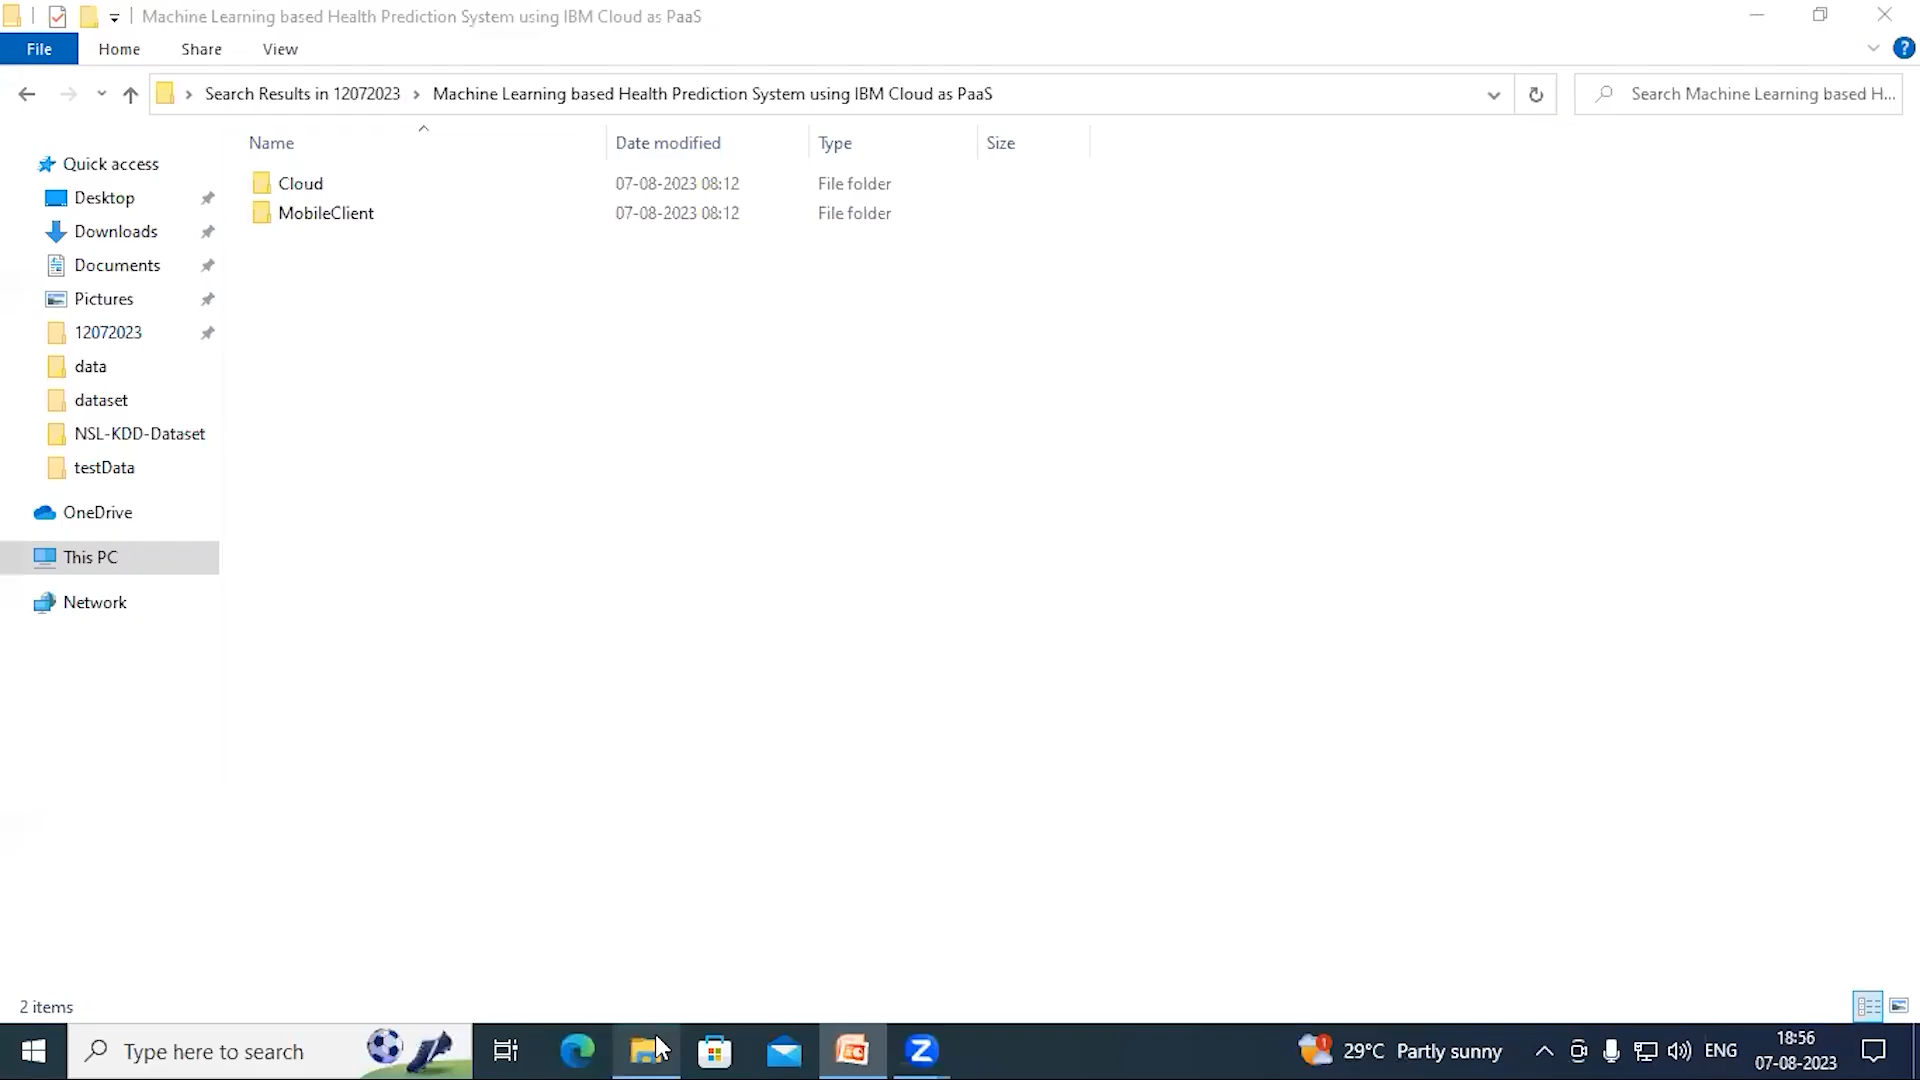 Machine Learning based Health Prediction System using IBM Cloud as PaaS
File Home Share View
Search Results in 12072023 Machine Learning based Health Prediction System using IBM Cloud as PaaS Search Machine Learning based H...
Name Date modified Type Size
Quick access
Desktop
Downloads
Documents
Pictures
12072023
data
dataset
NSL-KDD-Dataset
testData
OneDrive
This PC
Network
Cloud 07-08-2023 08:12 File folder
MobileClient 07-08-2023 08:12 File folder
2 items
Type here to search
1
29°C Partly sunny
ENG
18:56
07-08-2023